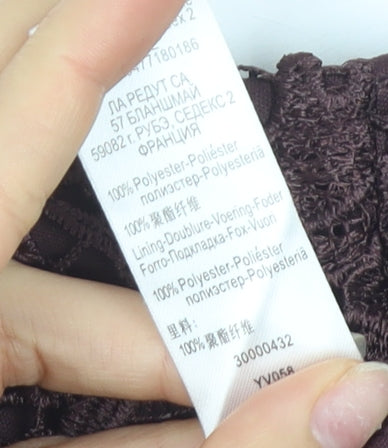 ЛА РЕДУТ СА,
57 БЛАНШМАЙ
59082 г. РУБЭ, СЕДЕКС 2
ФРАНЦИЯ
100% Polyester-Poliéster
полиэстер-Polyesteriä
100%聚酯纤维
Lining-Doublure-Voering-Foder
Forro-Подкладка-Fox-Vuori
100% Polyester-Poliéster
полиэстер-Polyesteriä
里料:
100%聚酯纤维
30000432
YV058